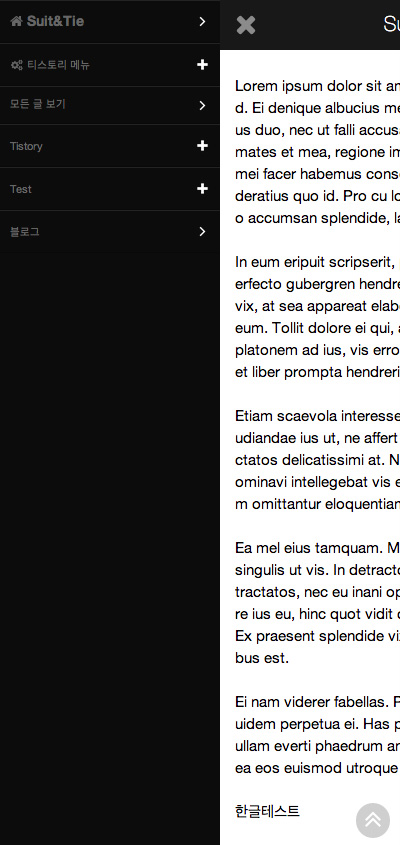 Suit&Tie
티스토리 메뉴
모든 글 보기
Tistory
Test
블로그
Su
Lorem ipsum dolor sit an
d. Ei denique albucius me
us duo, nec ut falli accusa
mates et mea, regione im
mei facer habemus conse
deratius quo id. Pro cu lo
o accumsan splendide, la
In eum eripuit scripserit,
erfecto gubergren hendre
vix, at sea appareat elab
eum. Tollit dolore ei qui, a
platonem ad ius, vis erro
et liber prompta hendreri
Etiam scaevola interesse
udiandae ius ut, ne affert
ctatos delicatissimi at. N
ominavi intellegebat vis e
m omittantur eloquentian
Ea mel eius tamquam. M
singulis ut vis. In detracto
tractatos, nec eu inani op
re ius eu, hinc quot vidit c
Ex praesent splendide vix
bus est.
Ei nam viderer fabellas. P
uidem perpetua ei. Has p
ullam everti phaedrum an
ea eos euismod utroque
한글테스트